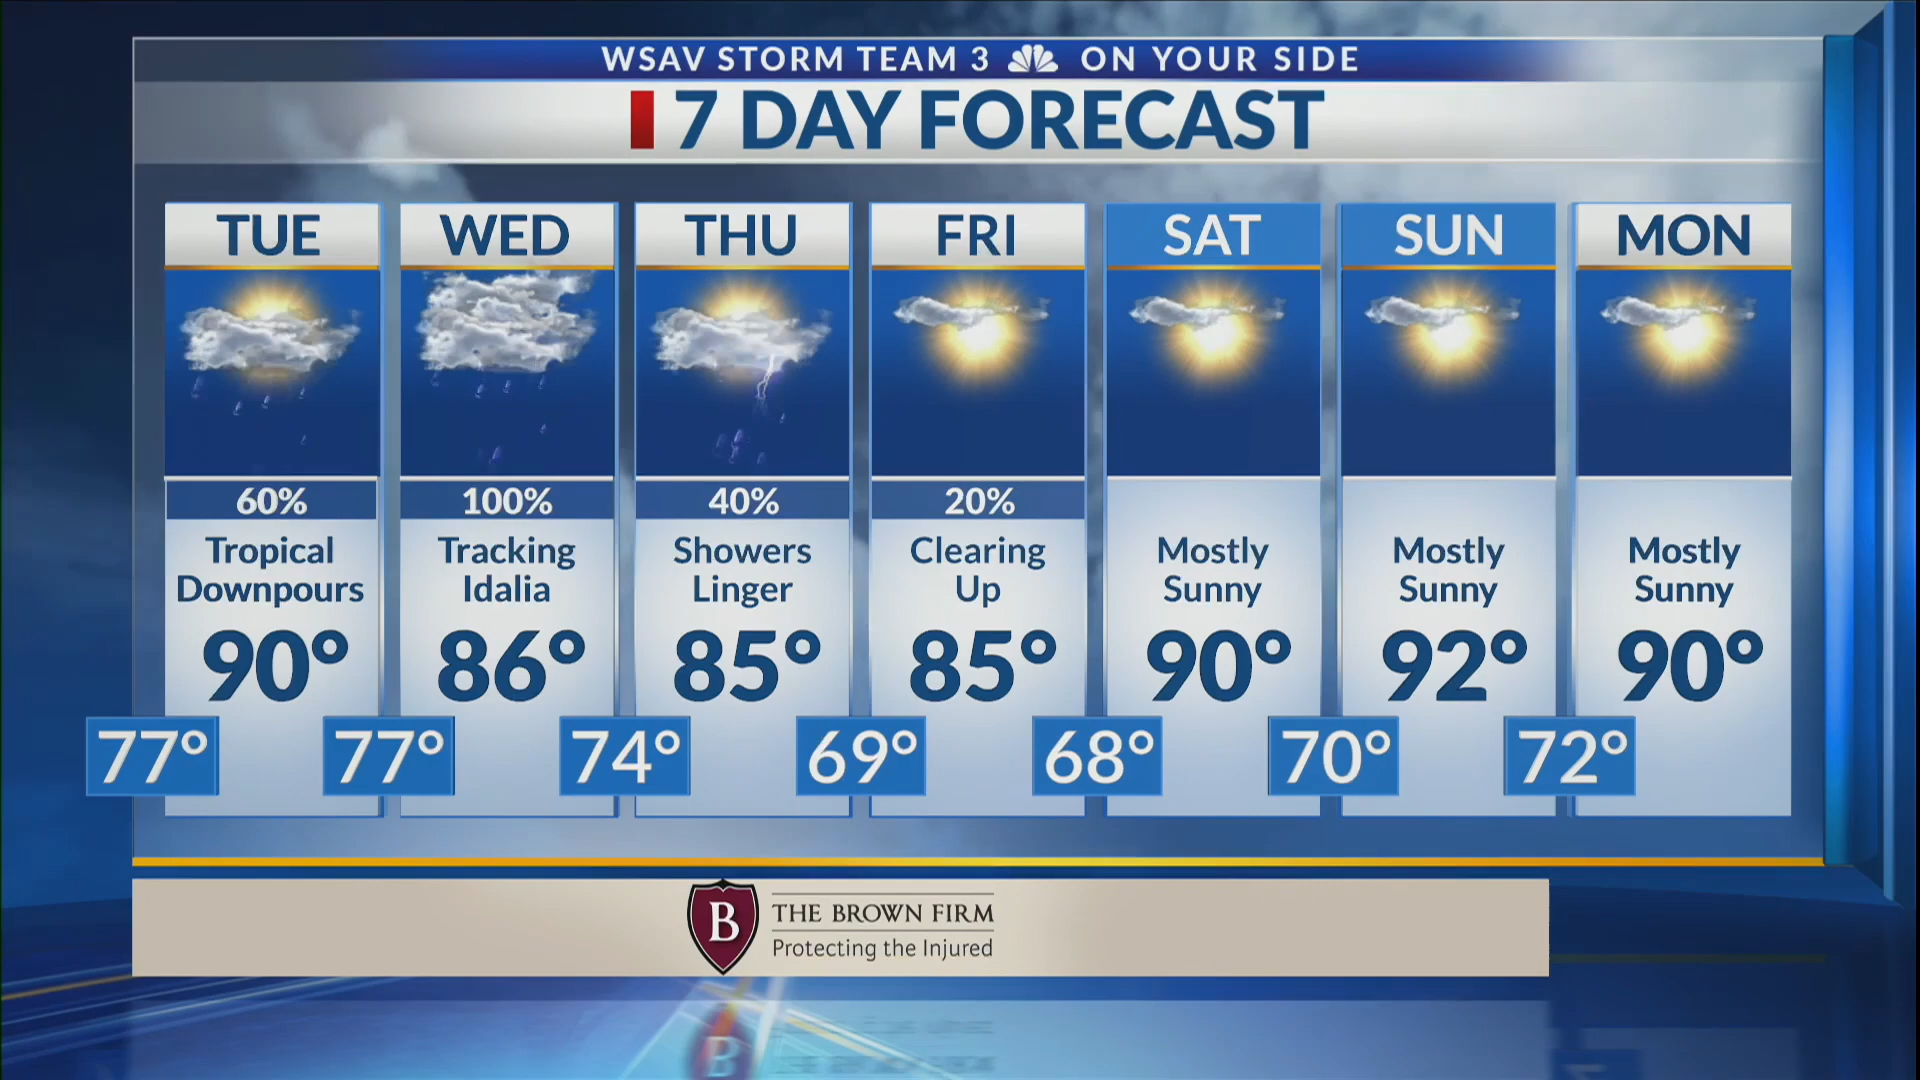 WSAV STORM TEAM 3 ON YOUR SIDE
7 DAY FORECAST
TUE WED THU FRI SAT SUN MON
60% 100% 40% 20%
Tropical Tracking Showers Clearing Mostly Mostly Mostly
Downpours Idalia Linger Up Sunny Sunny Sunny
90° 86° 85° 85° 90° 92° 90°
77° 77° 74° 69° 68° 70° 72°
B THE BROWN FIRM
Protecting the Injured